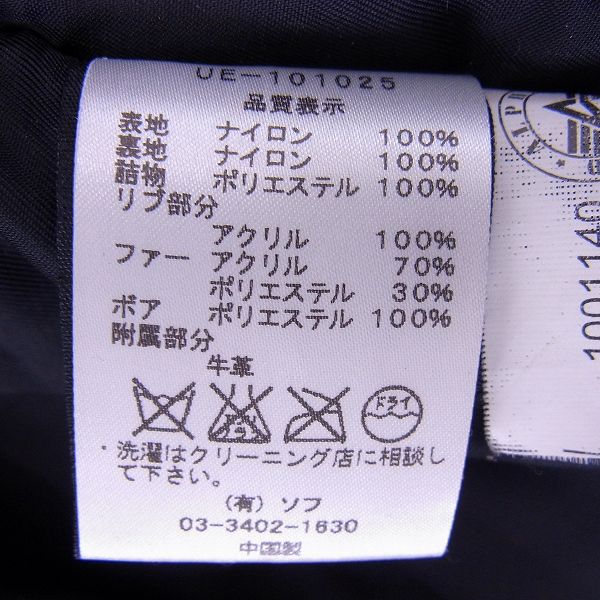 UE-101025
品質表示
表地 ナイロン 100%
裏地 ナイロン 100%
詰物 ポリエステル 100%
リブ部分
アクリル 100%
ファー アクリル 70%
ポリエステル 30%
ボア ポリエステル 100%
附属部分
牛革
ドライ
・洗濯はクリーニング店に相談し
て下さい。
(有)ソフ
03-3402-1630
中国製
1001140